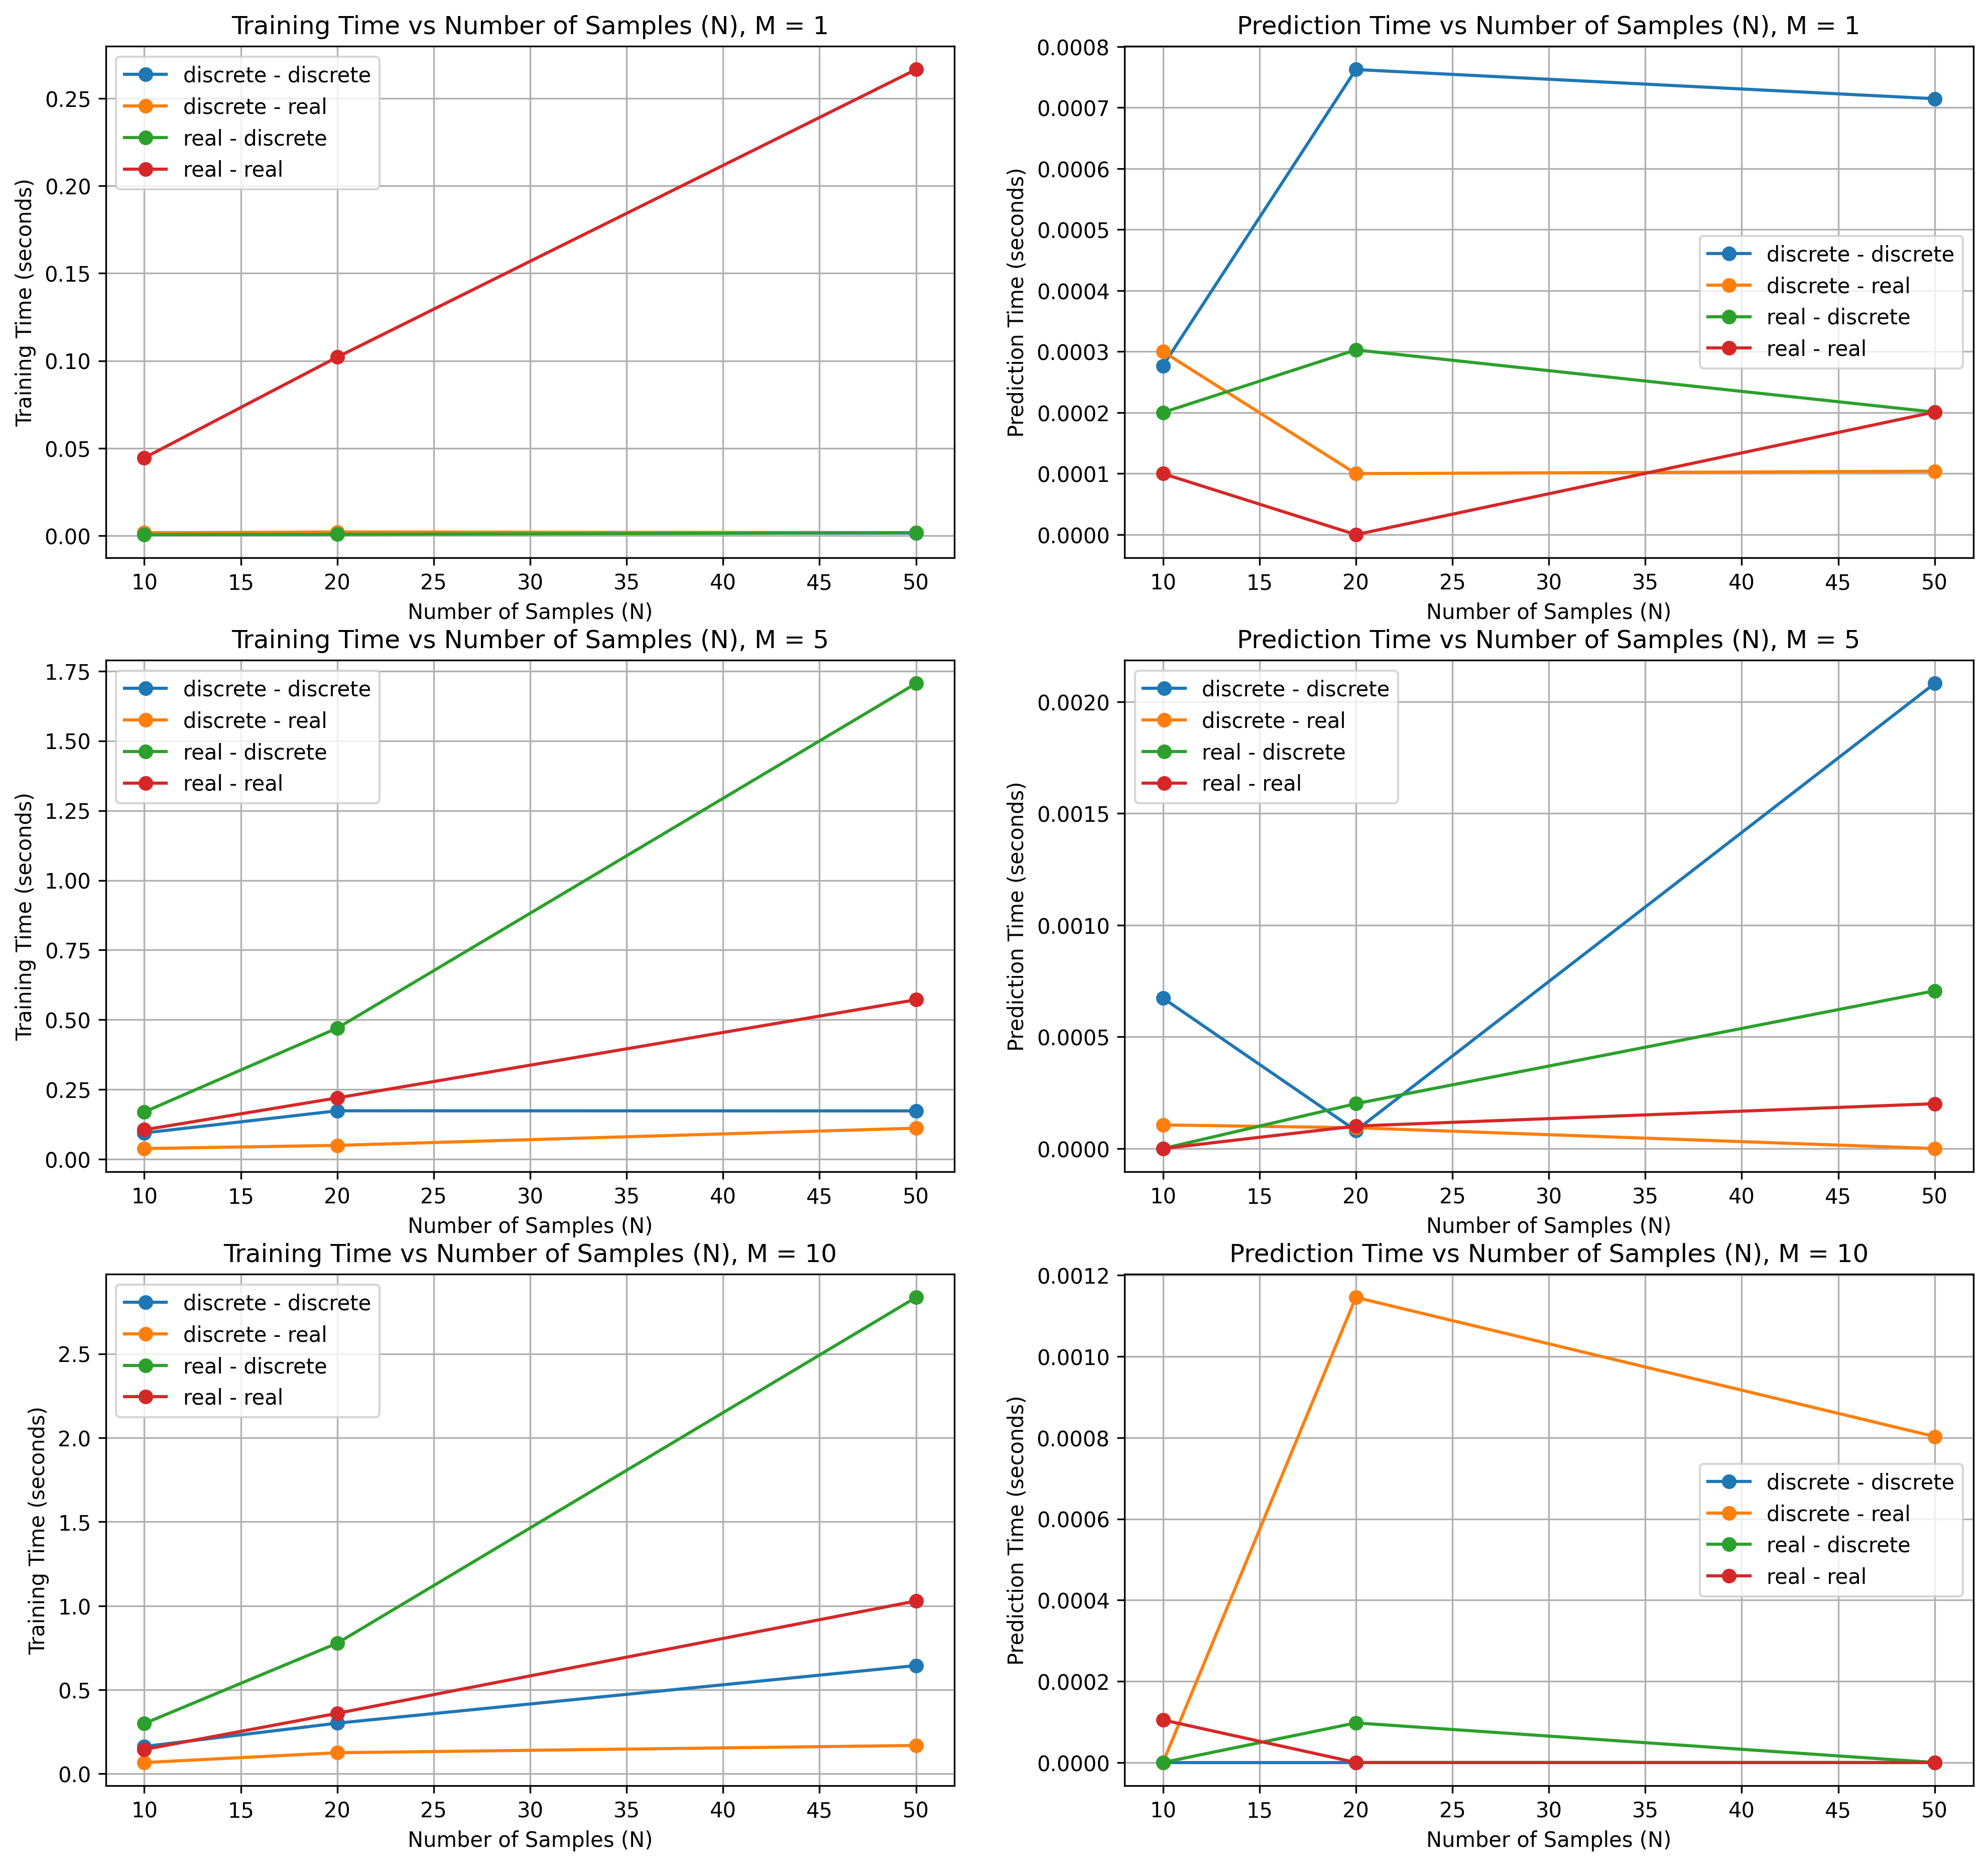 Training Time vs Number of Samples (N), M = 1
Training Time (seconds)
0.25
0.20
0.15
0.10
0.05
0.00
discrete - discrete
discrete - real
real - discrete
real - real
10 15 20 25 30 35 40 45 50
Number of Samples (N)
Prediction Time vs Number of Samples (N), M = 1
Prediction Time (seconds)
0.0008
0.0007
0.0006
0.0005
0.0004
0.0003
0.0002
0.0001
0.0000
discrete - discrete
discrete - real
real - discrete
real - real
10 15 20 25 30 35 40 45 50
Number of Samples (N)
Training Time vs Number of Samples (N), M = 5
Training Time (seconds)
1.75
1.50
1.25
1.00
0.75
0.50
0.25
0.00
discrete - discrete
discrete - real
real - discrete
real - real
10 15 20 25 30 35 40 45 50
Number of Samples (N)
Prediction Time vs Number of Samples (N), M = 5
Prediction Time (seconds)
0.0020
0.0015
0.0010
0.0005
0.0000
discrete - discrete
discrete - real
real - discrete
real - real
10 15 20 25 30 35 40 45 50
Number of Samples (N)
Training Time vs Number of Samples (N), M = 10
Training Time (seconds)
2.5
2.0
1.5
1.0
0.5
0.0
discrete - discrete
discrete - real
real - discrete
real - real
10 15 20 25 30 35 40 45 50
Number of Samples (N)
Prediction Time vs Number of Samples (N), M = 10
Prediction Time (seconds)
0.0012
0.0010
0.0008
0.0006
0.0004
0.0002
0.0000
discrete - discrete
discrete - real
real - discrete
real - real
10 15 20 25 30 35 40 45 50
Number of Samples (N)